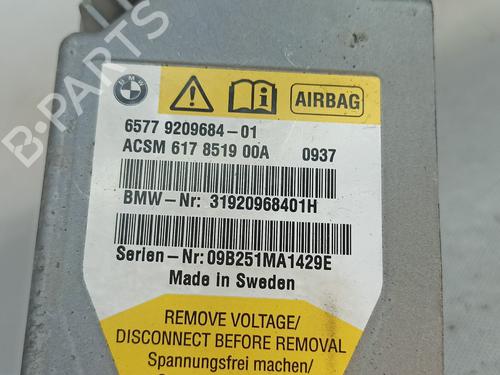 B-PARTS
BMW
AIRBAG
6577 9209684-01
ACSM 617 8519 00A 0937
BMW-Nr: 31920968401H
Serien-Nr: 09B251MA1429E
Made in Sweden
REMOVE VOLTAGE/
DISCONNECT BEFORE REMOVAL
Spannungsfrei machen/